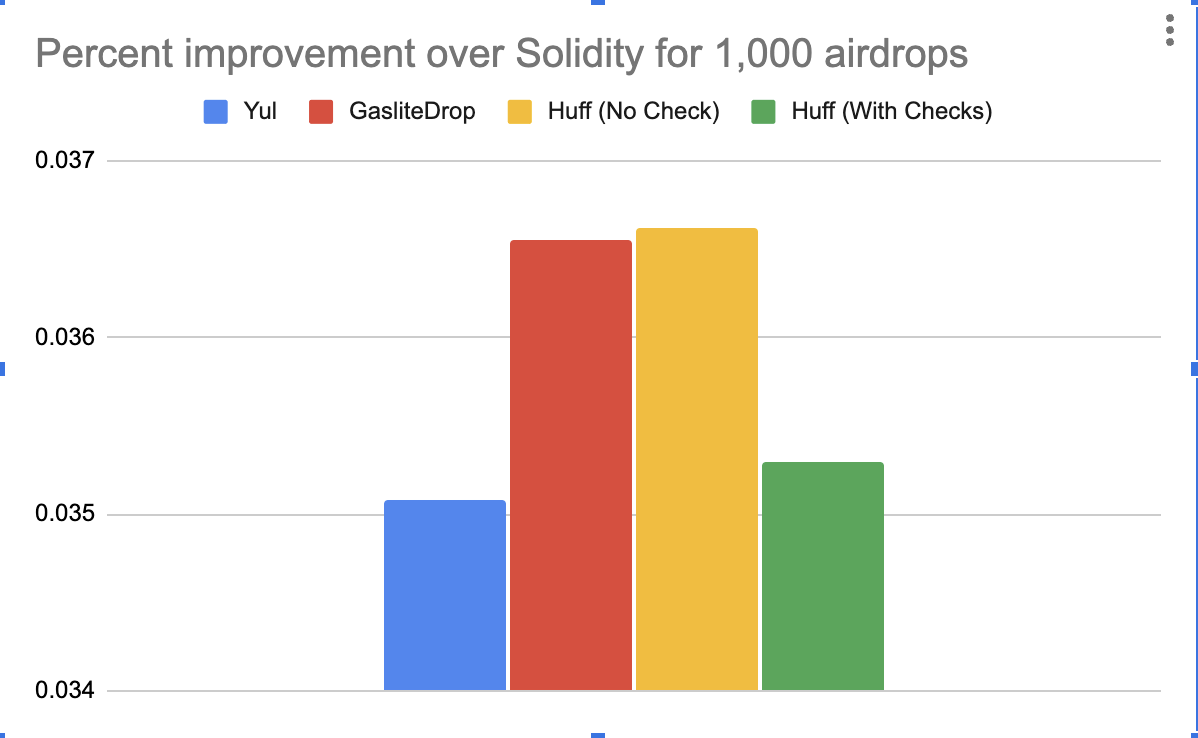 Percent improvement over Solidity for 1,000 airdrops
Yul GasliteDrop Huff (No Check) Huff (With Checks)
0.037
0.036
0.035
0.034